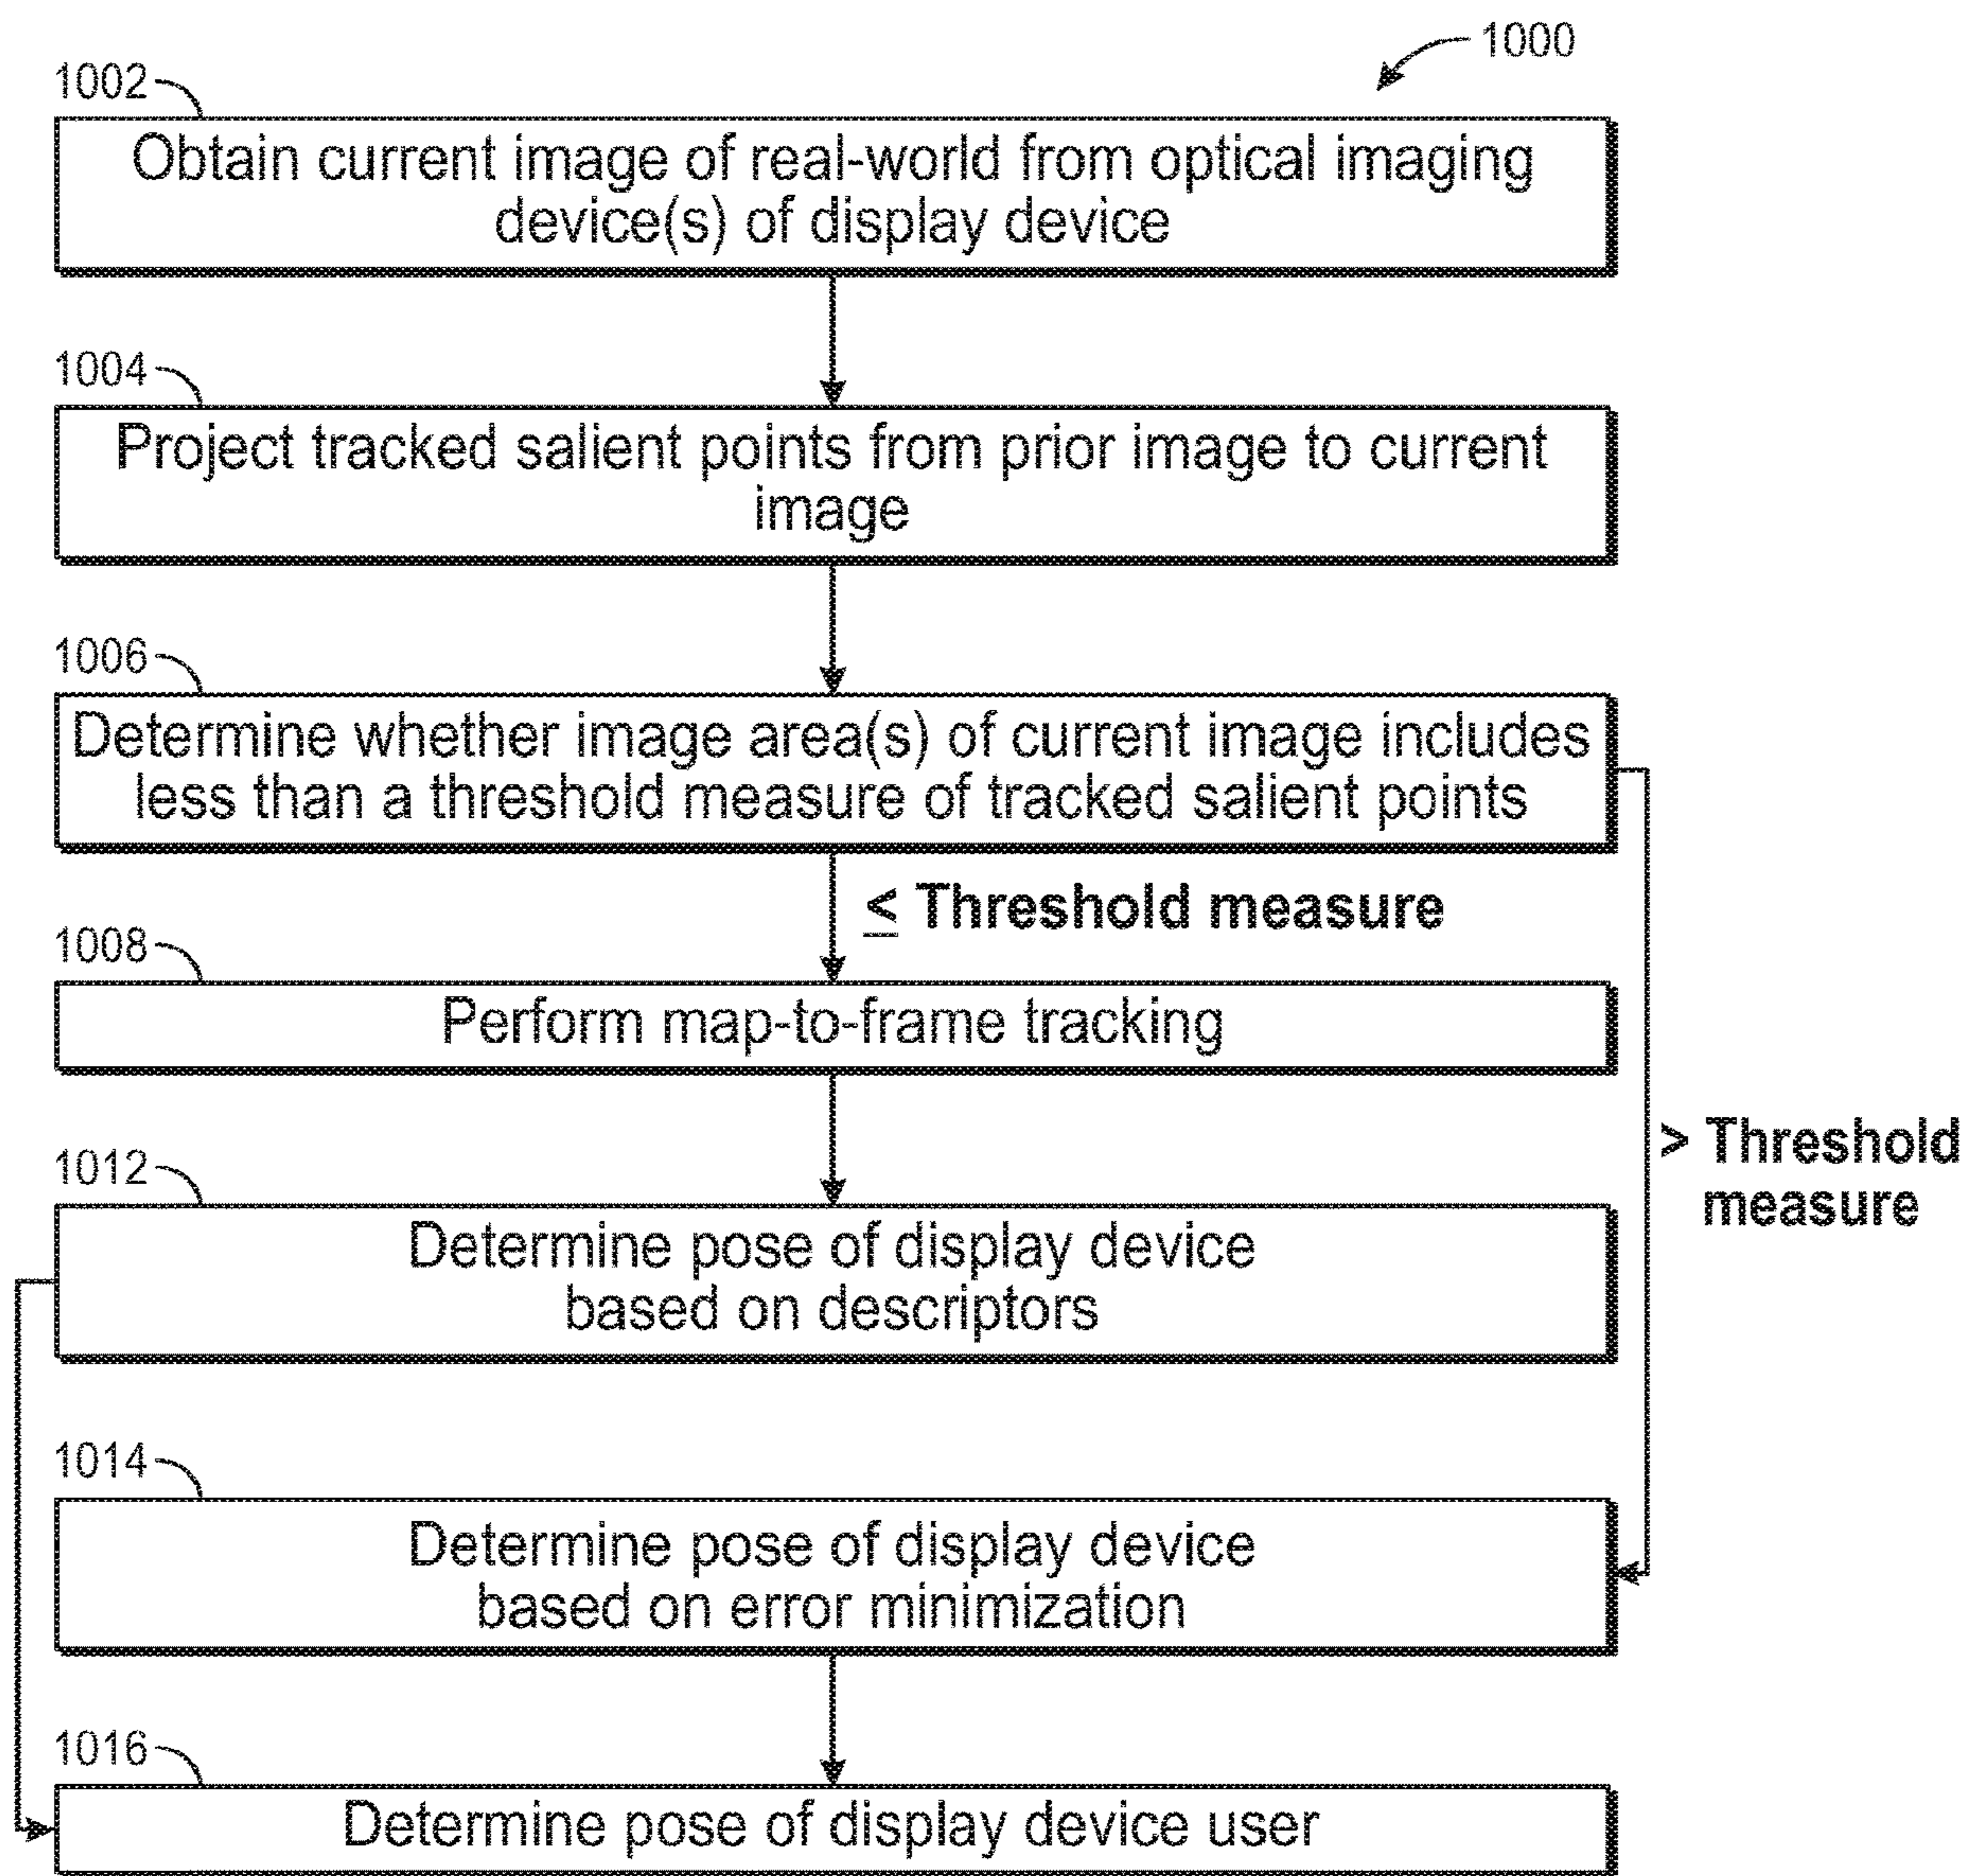 1000
1002
Obtain current image of real-world from optical imaging
device(s) of display device
1004
Project tracked salient points from prior image to current
image
1006
Determine whether image area(s) of current image includes
less than a threshold measure of tracked salient points
≤ Threshold measure
1008
Perform map-to-frame tracking
> Threshold
measure
1012
Determine pose of display device
based on descriptors
1014
Determine pose of display device
based on error minimization
1016
Determine pose of display device user